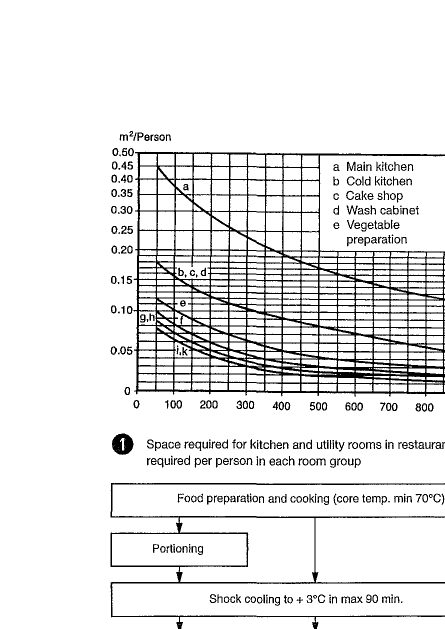 m²/Person
0.50
0.45
0.40
0.35
0.30
0.25
0.20
0.15
0.10
0.05
0
a
b, c, d
e
g,h
f
i,k
a Main kitchen
b Cold kitchen
c Cake shop
d Wash cabinet
e Vegetable
preparation
0 100 200 300 400 500 600 700 800
1 Space required for kitchen and utility rooms in restaurar
required per person in each room group
Food preparation and cooking (core temp. min 70°C)
Portioning
Shock cooling to + 3°C in max 90 min.